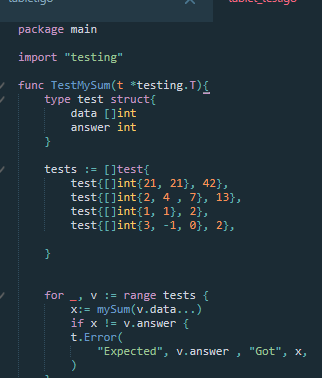 package main
import "testing"
func TestMySum(t *testing.T){
type test struct{
data []int
answer int
}
tests := []test{
test{[]int{21, 21}, 42},
test{[]int{2, 4 , 7}, 13},
test{[]int{1, 1}, 2},
test{[]int{3, -1, 0}, 2},
}
for _, v := range tests {
x:= mySum(v.data...)
if x != v.answer {
t.Error(
"Expected", v.answer , "Got", x,
)
}